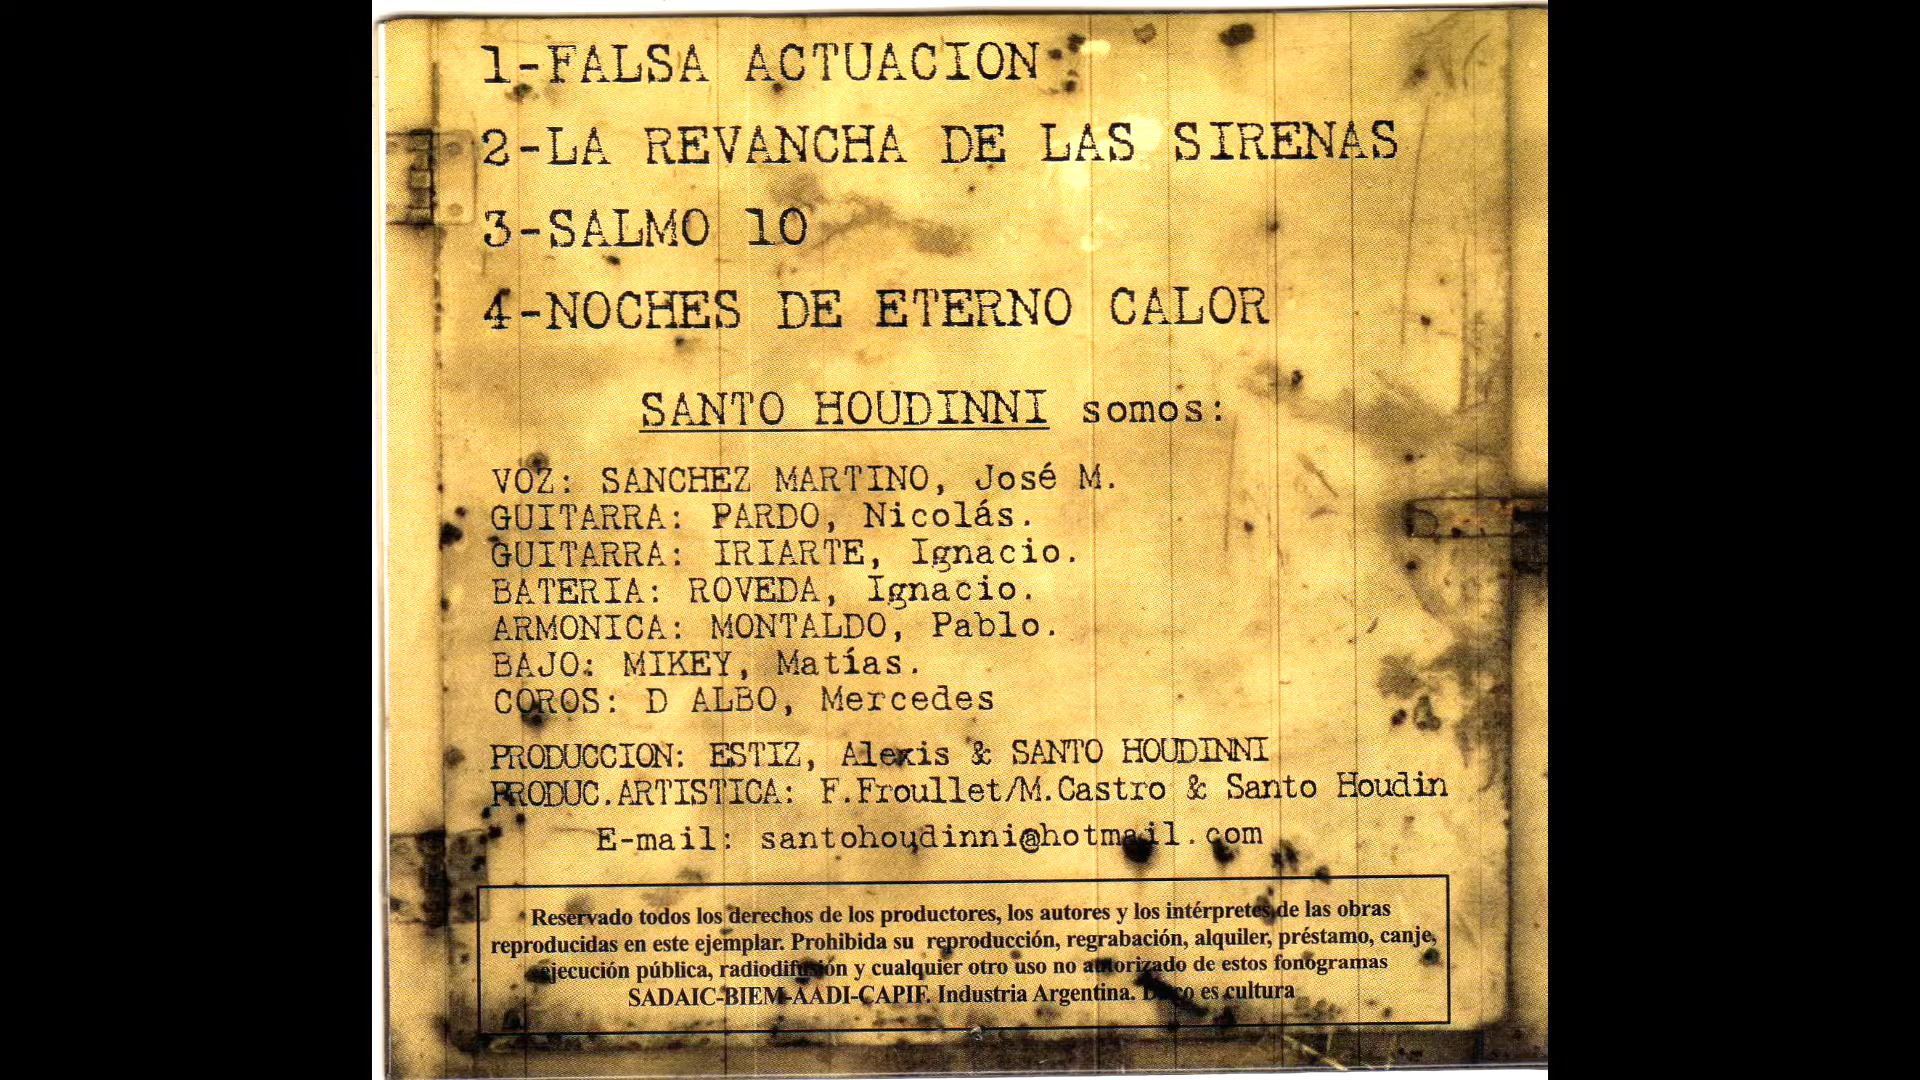 1-FALSA ACTUACION
2-LA REVANCHA DE LAS SIRENAS
3-SALMO 10
4-NOCHES DE ETERNO CALOR
SANTO HOUDINNI somos:
VOZ: SANCHEZ MARTINO, José M.
GUITARRA: PARDO, Nicolás.
GUITARRA: IRIARTE, Ignacio.
BATERIA: ROVEDA, Ignacio.
ARMONICA: MONTALDO, Pablo.
BAJO: MIKEY, Matías.
COROS: D ALBO, Mercedes
PRODUCCION: ESTIZ, Alexis & SANTO HOUDINNI
PRODUC.ARTISTICA: F.Froullet/M.Castro & Santo Houdin
E-mail: santohoudinni@hotmail.com
Reservado todos los derechos de los productores, los autores y los intérpretes de las obras
reproducidas en este ejemplar. Prohibida su reproducción, regrabación, alquiler, préstamo, canje,
ejecución pública, radiodifusión y cualquier otro uso no autorizado de estos fonogramas
SADAIC-BIEM-AADI-CAPIF. Industria Argentina. Disco es cultura